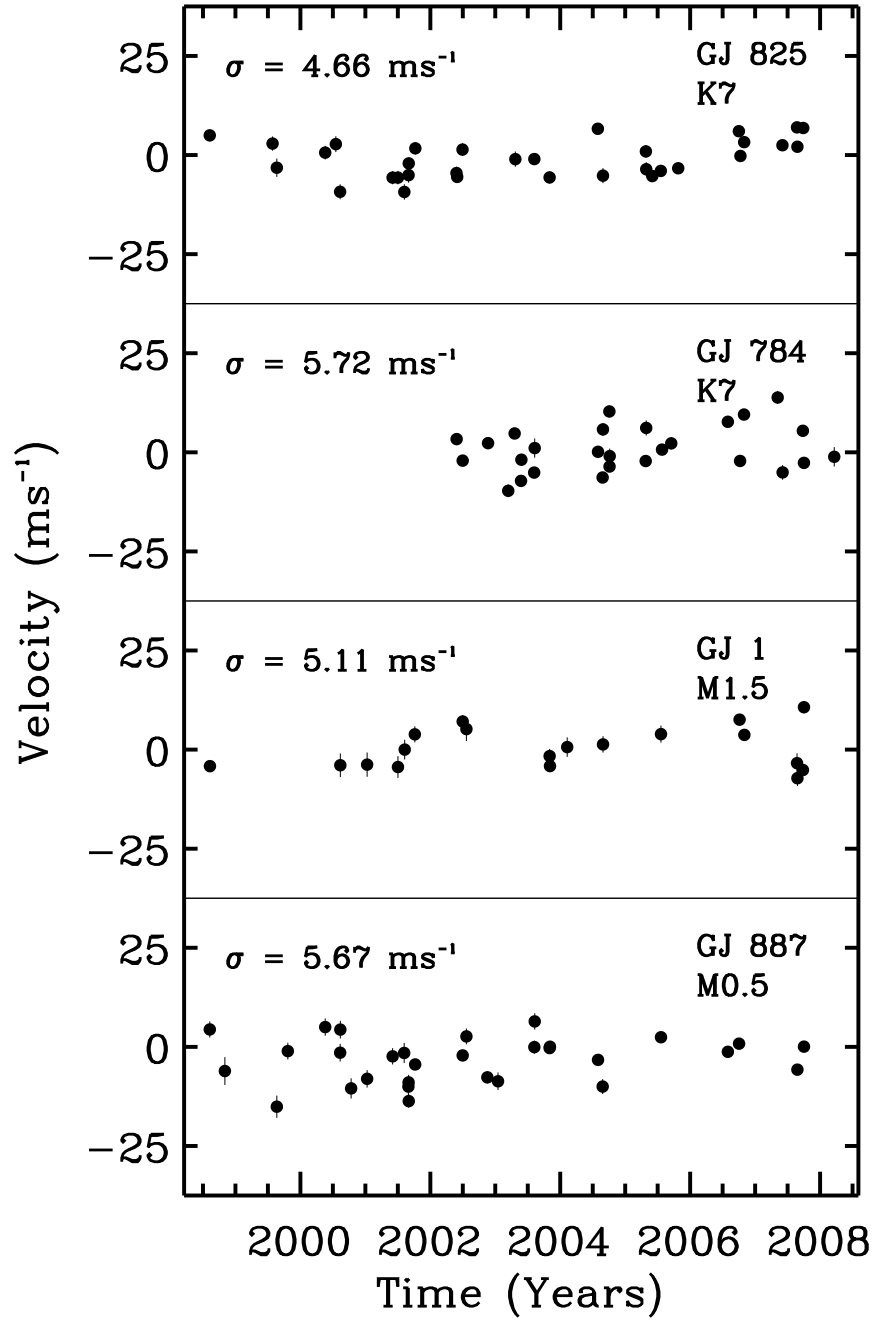 25
σ = 4.66 ms⁻¹
GJ 825
K7
0
−25
25
σ = 5.72 ms⁻¹
GJ 784
K7
0
−25
25
σ = 5.11 ms⁻¹
GJ 1
M1.5
0
−25
25
σ = 5.67 ms⁻¹
GJ 887
M0.5
0
−25
Velocity (ms⁻¹)
2000 2002 2004 2006 2008
Time (Years)